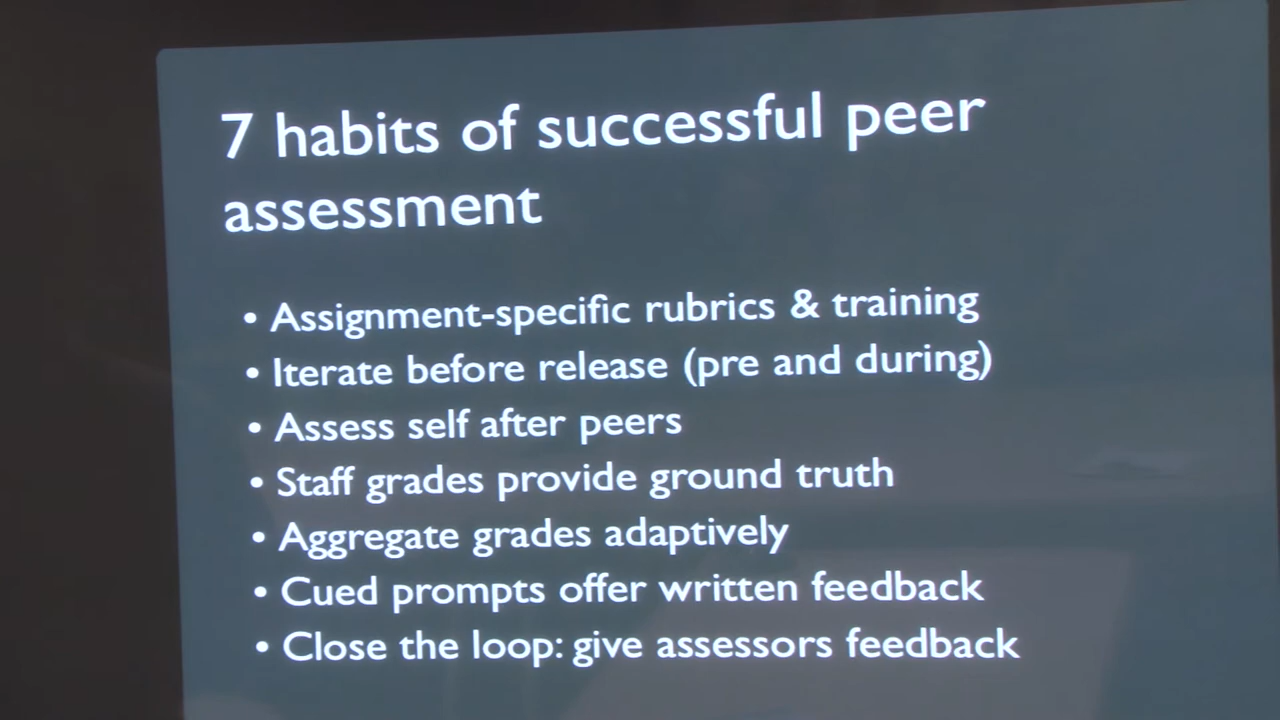 7 habits of successful peer
assessment
• Assignment-specific rubrics & training
• Iterate before release (pre and during)
• Assess self after peers
• Staff grades provide ground truth
• Aggregate grades adaptively
• Cued prompts offer written feedback
• Close the loop: give assessors feedback